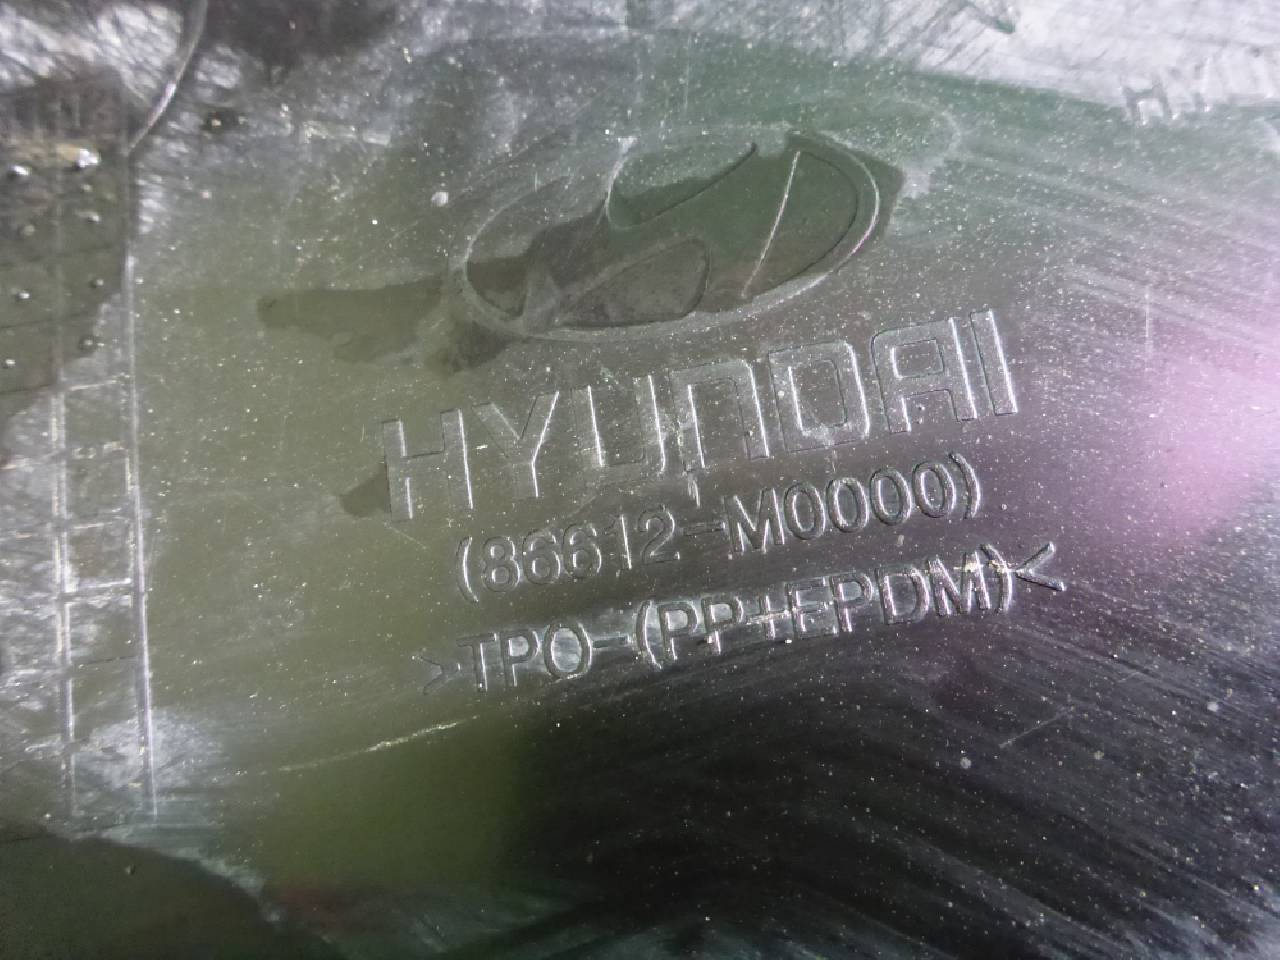 HYUNDAI
(86612-M0000)
>TPO-(PP+EPDM)<